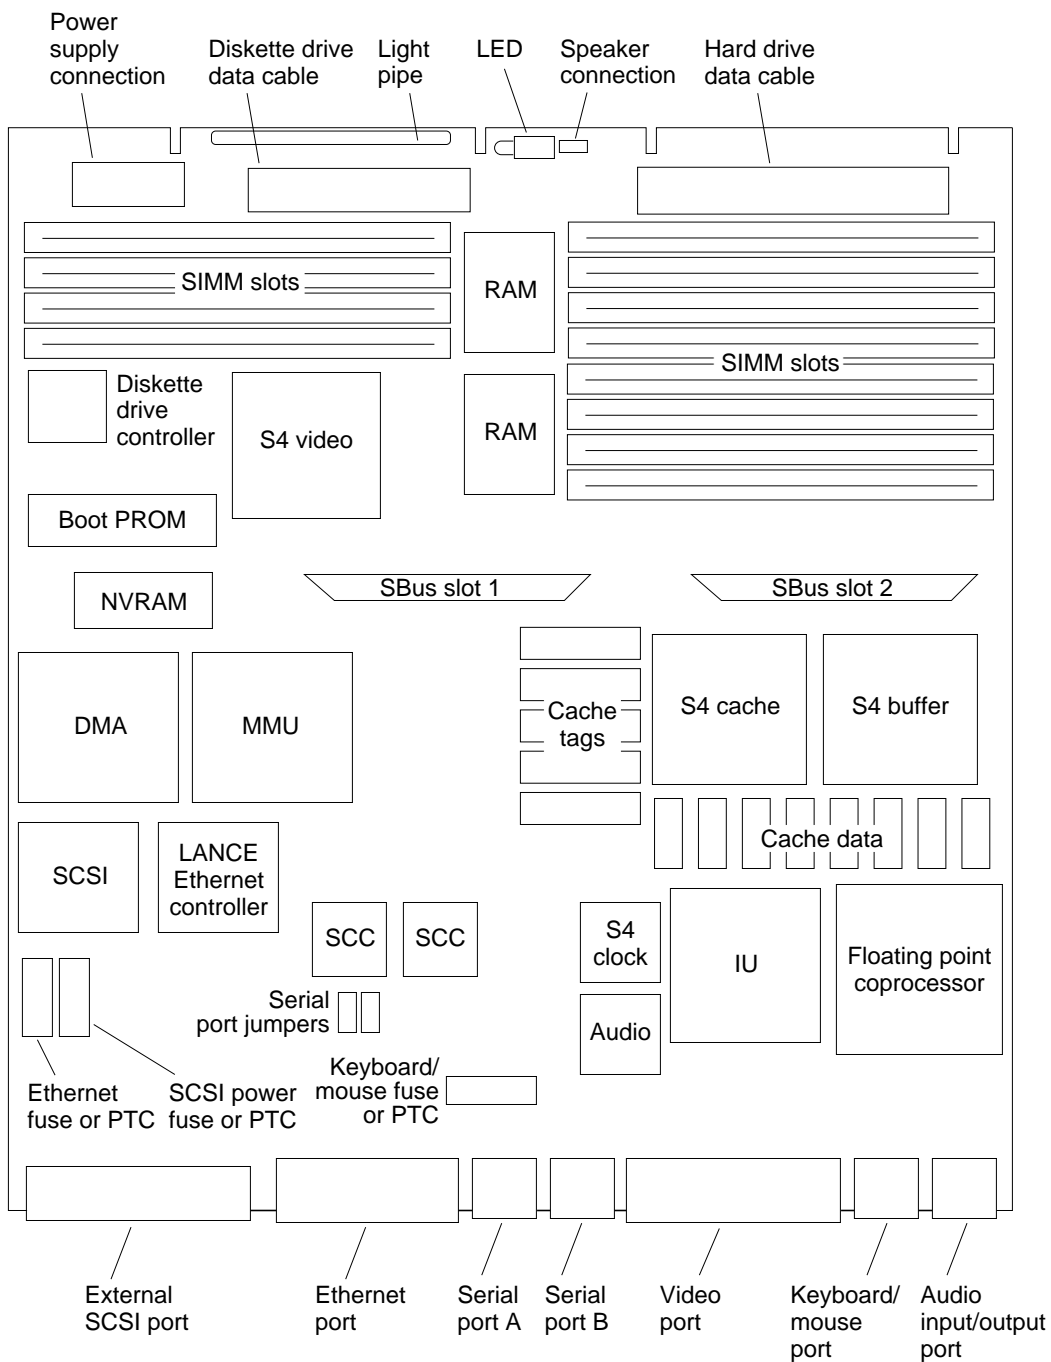 Power
supply
connection
Diskette drive
data cable
Light
pipe
LED
Speaker
connection
Hard drive
data cable
SIMM slots
RAM
SIMM slots
Diskette
drive
controller
S4 video
RAM
Boot PROM
NVRAM
SBus slot 1
SBus slot 2
DMA
MMU
Cache
tags
S4 cache
S4 buffer
Cache data
SCSI
LANCE
Ethernet
controller
SCC
SCC
S4
clock
IU
Floating point
coprocessor
Serial
port jumpers
Audio
Keyboard/
mouse fuse
or PTC
Ethernet
fuse or PTC
SCSI power
fuse or PTC
External
SCSI port
Ethernet
port
Serial
port A
Serial
port B
Video
port
Keyboard/
mouse
port
Audio
input/output
port